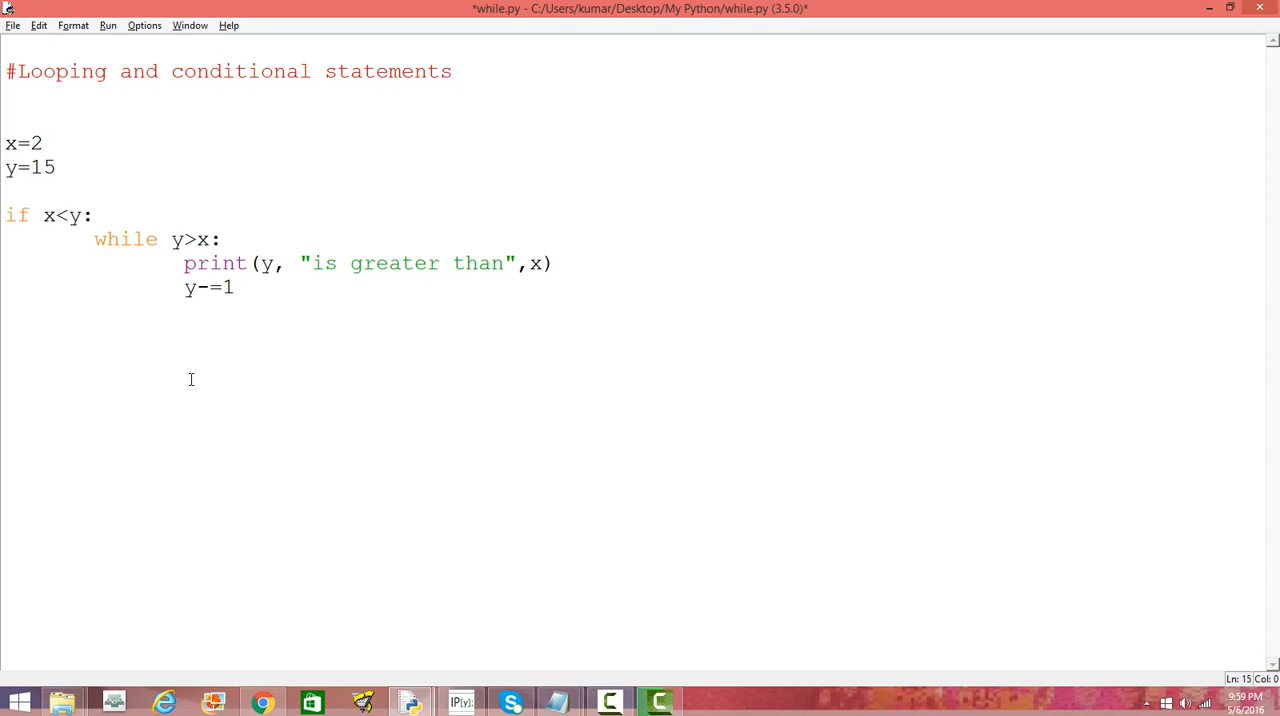 *while.py - C:/Users/kumar/Desktop/My Python/while.py (3.5.0)*
File Edit Format Run Options Window Help
#Looping and conditional statements
x=2
y=15
if x<y:
while y>x:
print(y, "is greater than",x)
y-=1
Ln: 15 Col: 0
IP[y]:
9:59 PM
5/6/2016